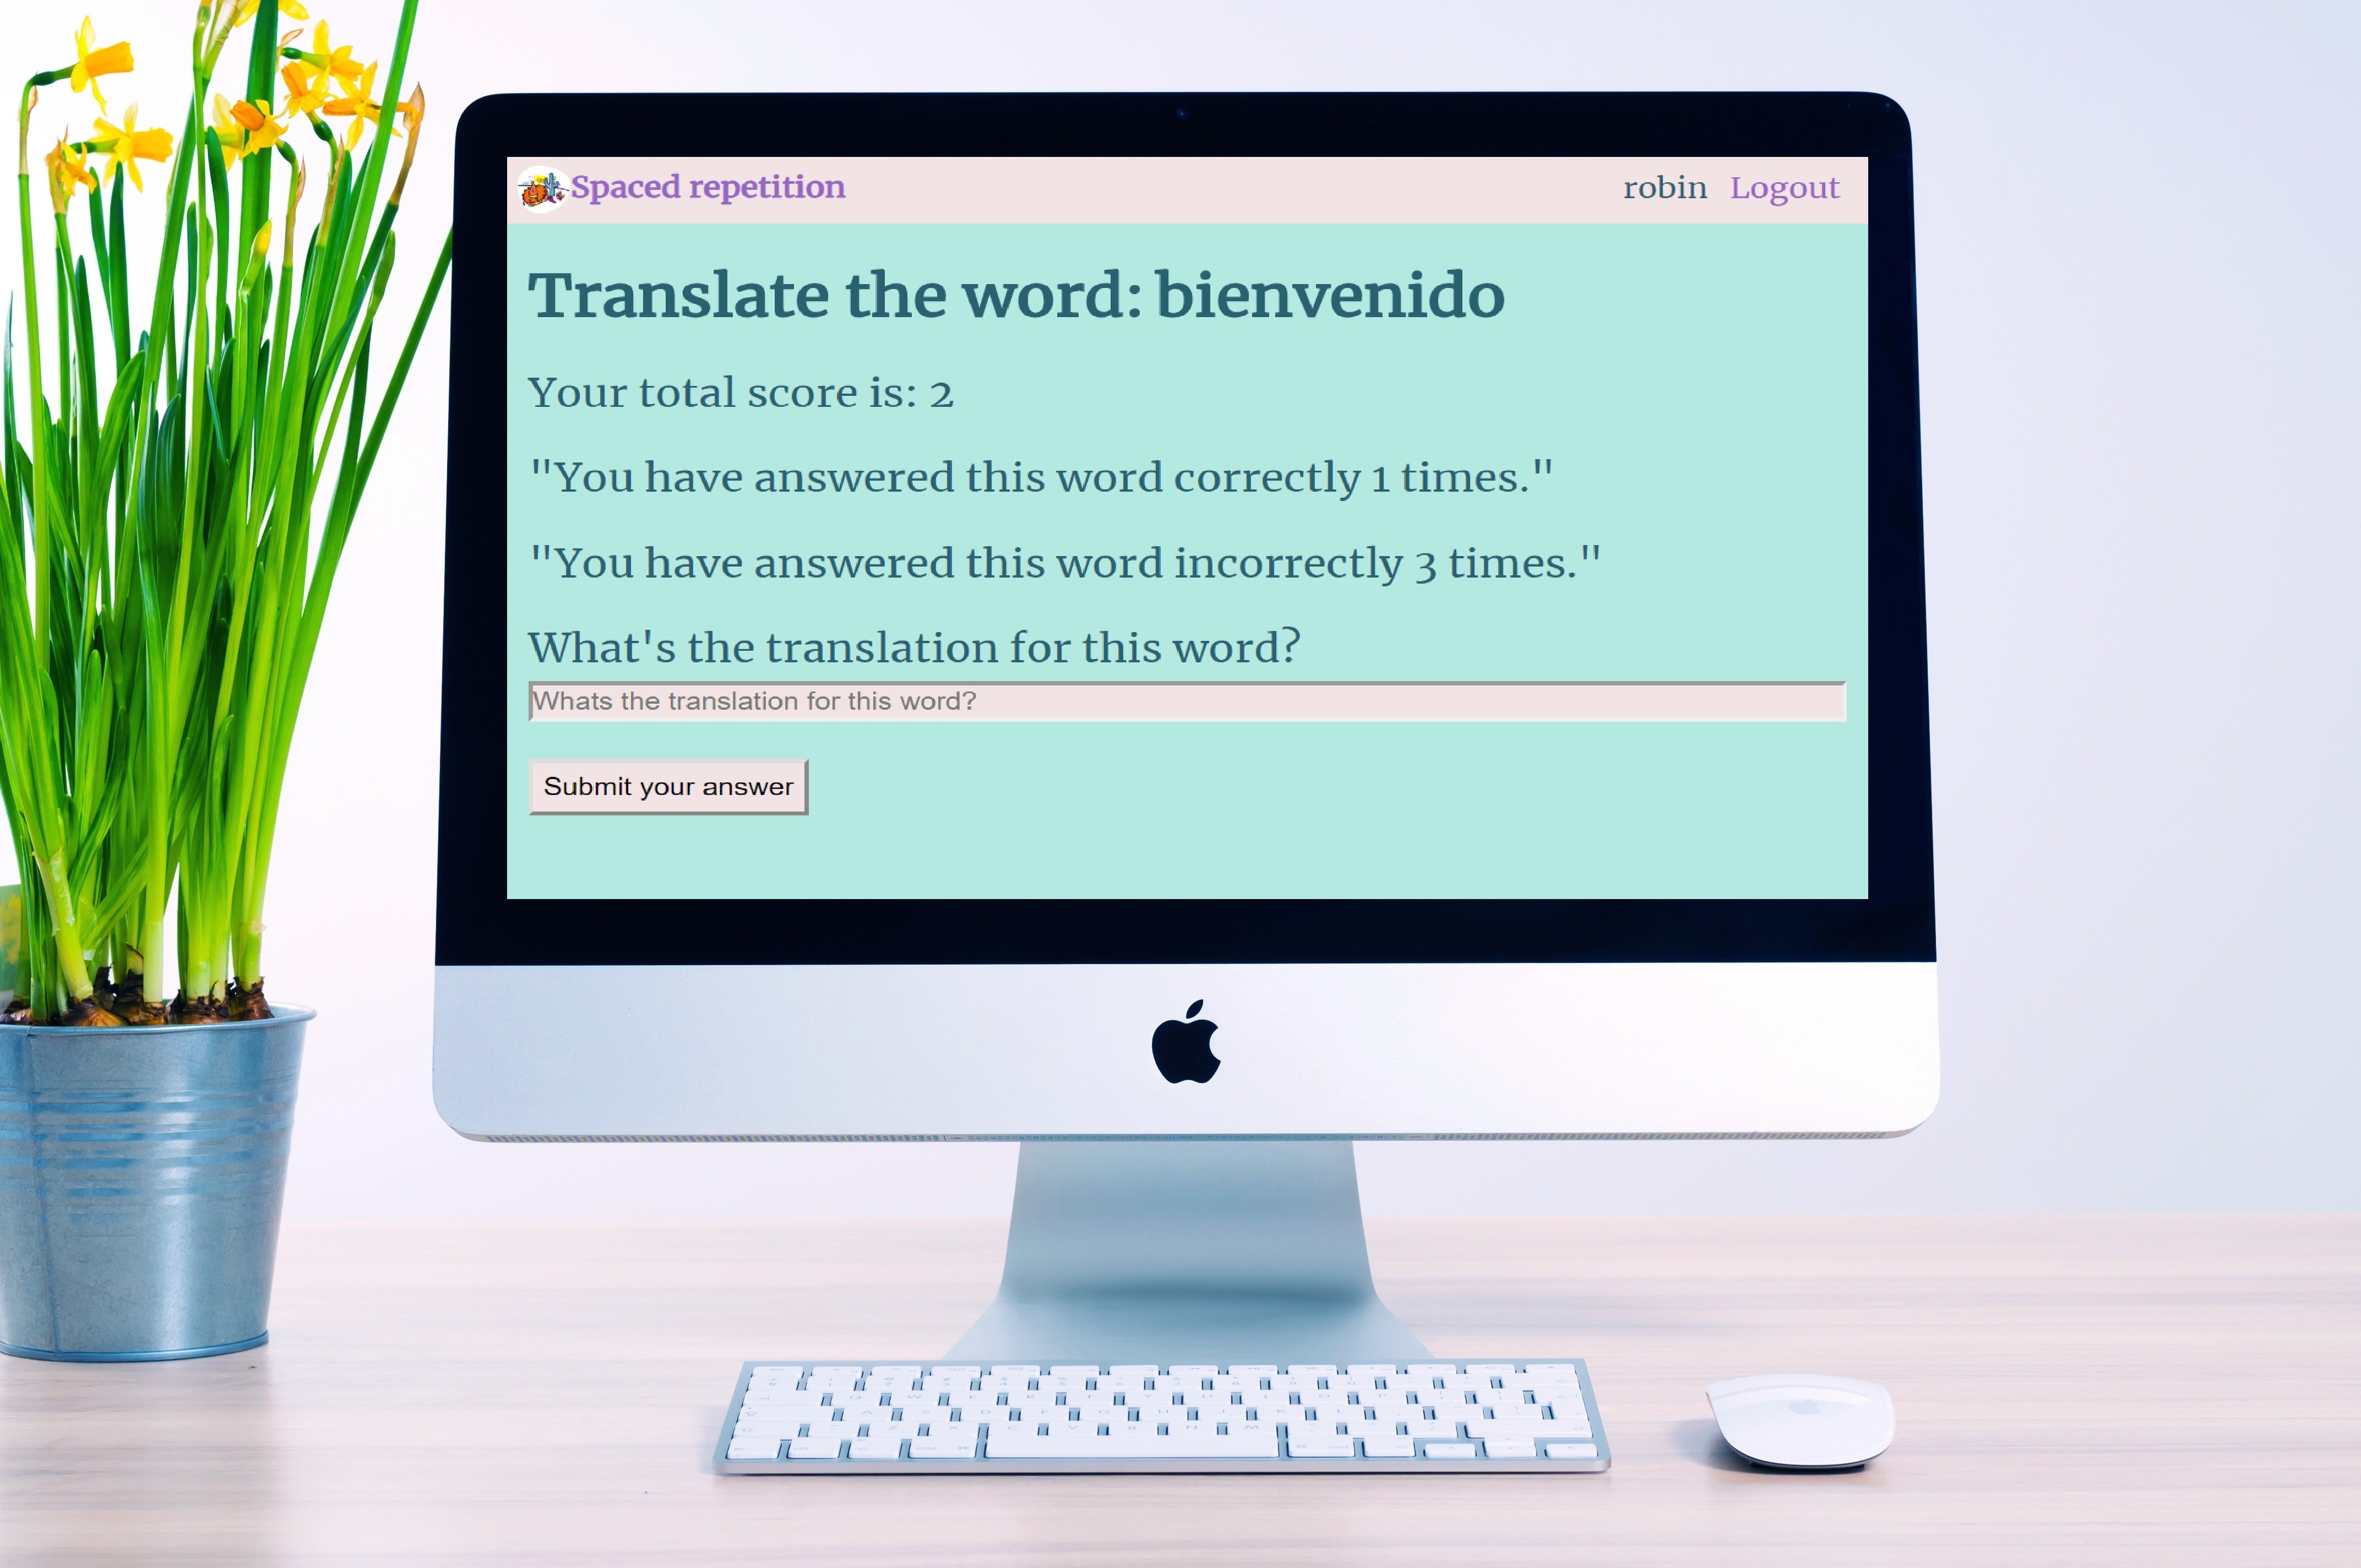 Spaced repetition
robin Logout
Translate the word: bienvenido
Your total score is: 2
"You have answered this word correctly 1 times."
"You have answered this word incorrectly 3 times."
What's the translation for this word?
Whats the translation for this word?
Submit your answer